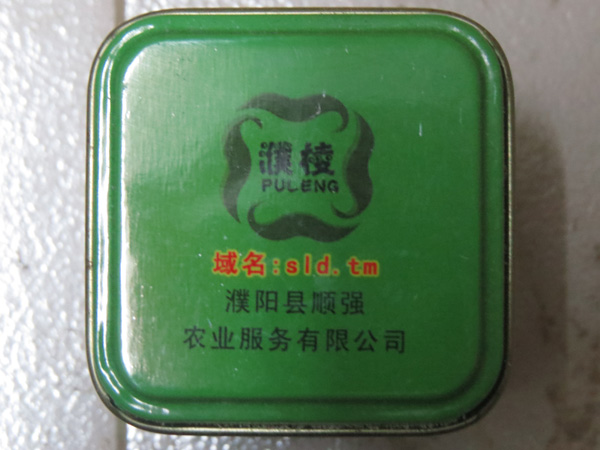 濮棱
PULENG
域名:sld.tm
濮阳县顺强
农业服务有限公司